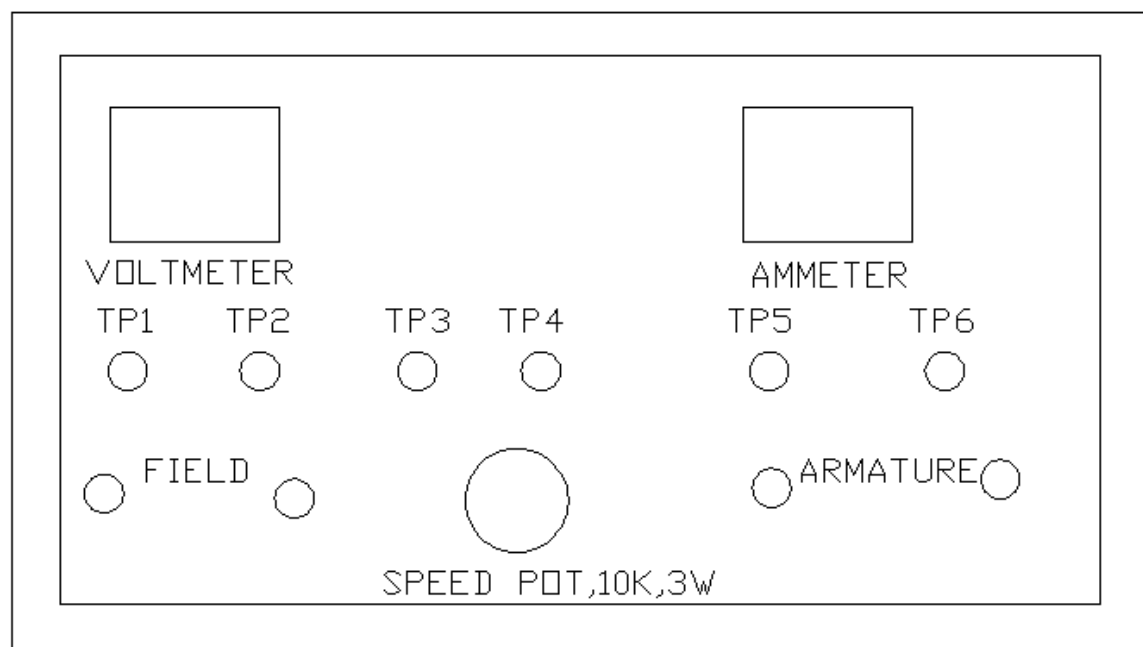 VOLTMETER AMMETER
TP1 TP2 TP3 TP4 TP5 TP6
FIELD ARMATURE
SPEED POT,10K,3W